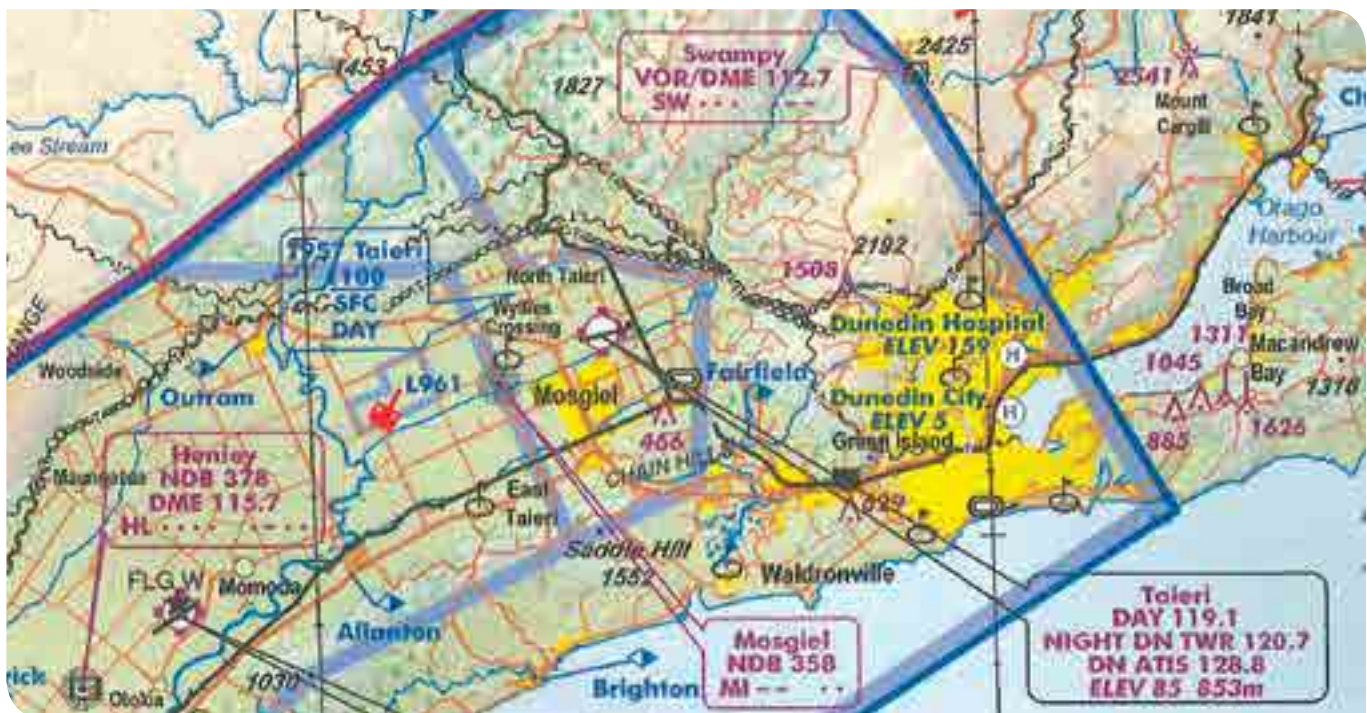 1841
2425
Swampy
VOR/DME 112.7
SW ... .--
1453
1827
2541
Mount
Cargill
ee Stream
Otago
Harbour
2192
1957 Taieri
1100
SFC
DAY
North Taieri
1508
Broad
Bay
Wyllies
Crossing
Dunedin Hospital
ELEV 159
1311
Macandrew
Bay
1045
RANGE
Woodside
L961
Fairfield
Outram
Mosgiel
H
H
1316
Dunedin City
ELEV 5
466
Green Island
885
1626
CHAIN HILLS
Henley
NDB 378
DME 115.7
HL .... .-..
Maungatua
East
Taieri
Saddle Hill
1552
Waldronville
FLG W
Momona
Allanton
Taieri
DAY 119.1
NIGHT DN TWR 120.7
DN ATIS 128.8
ELEV 85 853m
Mosgiel
NDB 358
MI -- ..
Brighton
1030
rick
Otokia